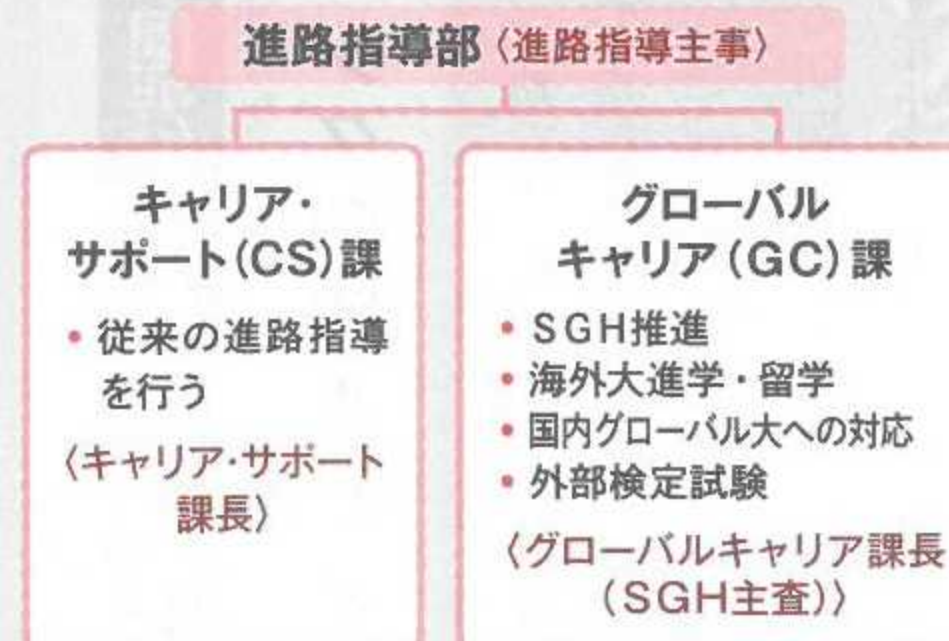 進路指導部〈進路指導主事〉
キャリア・
サポート(CS)課
• 従来の進路指導
を行う
〈キャリア・サポート
課長〉
グローバル
キャリア(GC)課
• SGH推進
• 海外大進学・留学
• 国内グローバル大への対応
• 外部検定試験
〈グローバルキャリア課長
(SGH主査)〉